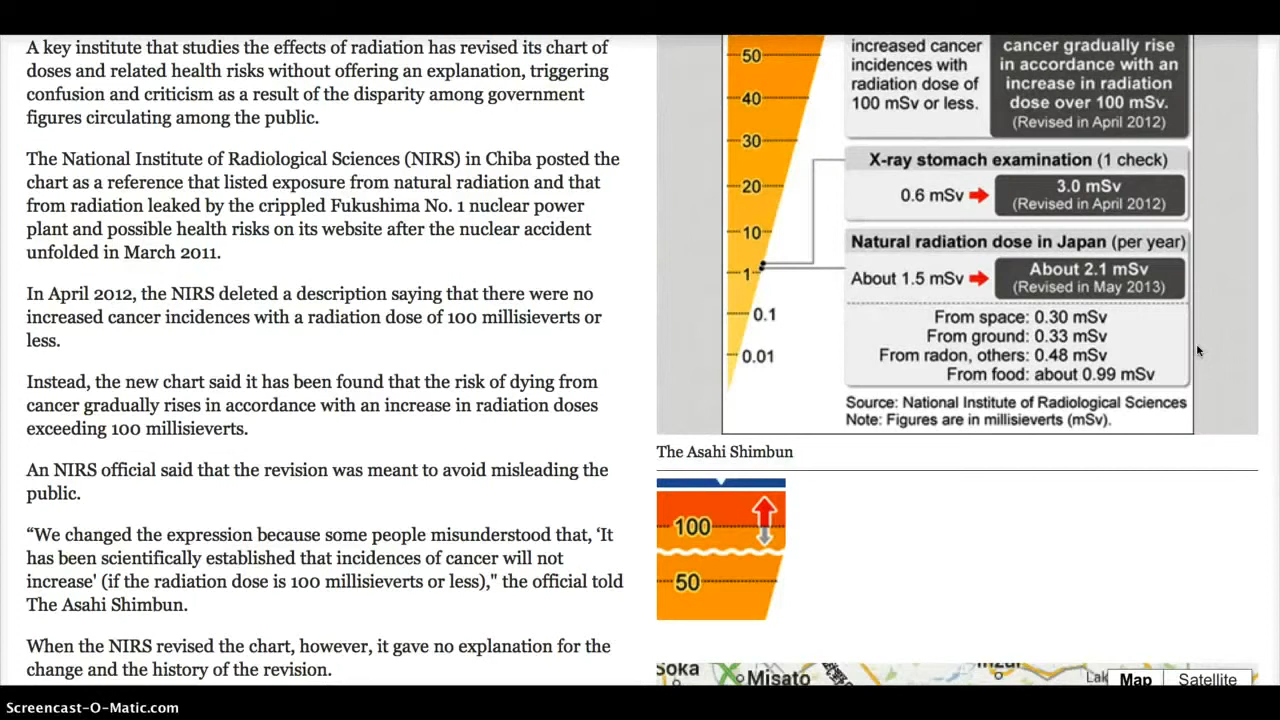 A key institute that studies the effects of radiation has revised its chart of
doses and related health risks without offering an explanation, triggering
confusion and criticism as a result of the disparity among government
figures circulating among the public.
The National Institute of Radiological Sciences (NIRS) in Chiba posted the
chart as a reference that listed exposure from natural radiation and that
from radiation leaked by the crippled Fukushima No. 1 nuclear power
plant and possible health risks on its website after the nuclear accident
unfolded in March 2011.
In April 2012, the NIRS deleted a description saying that there were no
increased cancer incidences with a radiation dose of 100 millisieverts or
less.
Instead, the new chart said it has been found that the risk of dying from
cancer gradually rises in accordance with an increase in radiation doses
exceeding 100 millisieverts.
An NIRS official said that the revision was meant to avoid misleading the
public.
“We changed the expression because some people misunderstood that, ‘It
has been scientifically established that incidences of cancer will not
increase' (if the radiation dose is 100 millisieverts or less)," the official told
The Asahi Shimbun.
When the NIRS revised the chart, however, it gave no explanation for the
change and the history of the revision.
50
40
30
20
10
1
0.1
0.01
increased cancer
incidences with
radiation dose of
100 mSv or less.
cancer gradually rise
in accordance with an
increase in radiation
dose over 100 mSv.
(Revised in April 2012)
X-ray stomach examination (1 check)
0.6 mSv
3.0 mSv
(Revised in April 2012)
Natural radiation dose in Japan (per year)
About 1.5 mSv
About 2.1 mSv
(Revised in May 2013)
From space: 0.30 mSv
From ground: 0.33 mSv
From radon, others: 0.48 mSv
From food: about 0.99 mSv
Source: National Institute of Radiological Sciences
Note: Figures are in millisieverts (mSv).
The Asahi Shimbun
100
50
Soka
Misato
Map
Satellite
Screencast-O-Matic.com